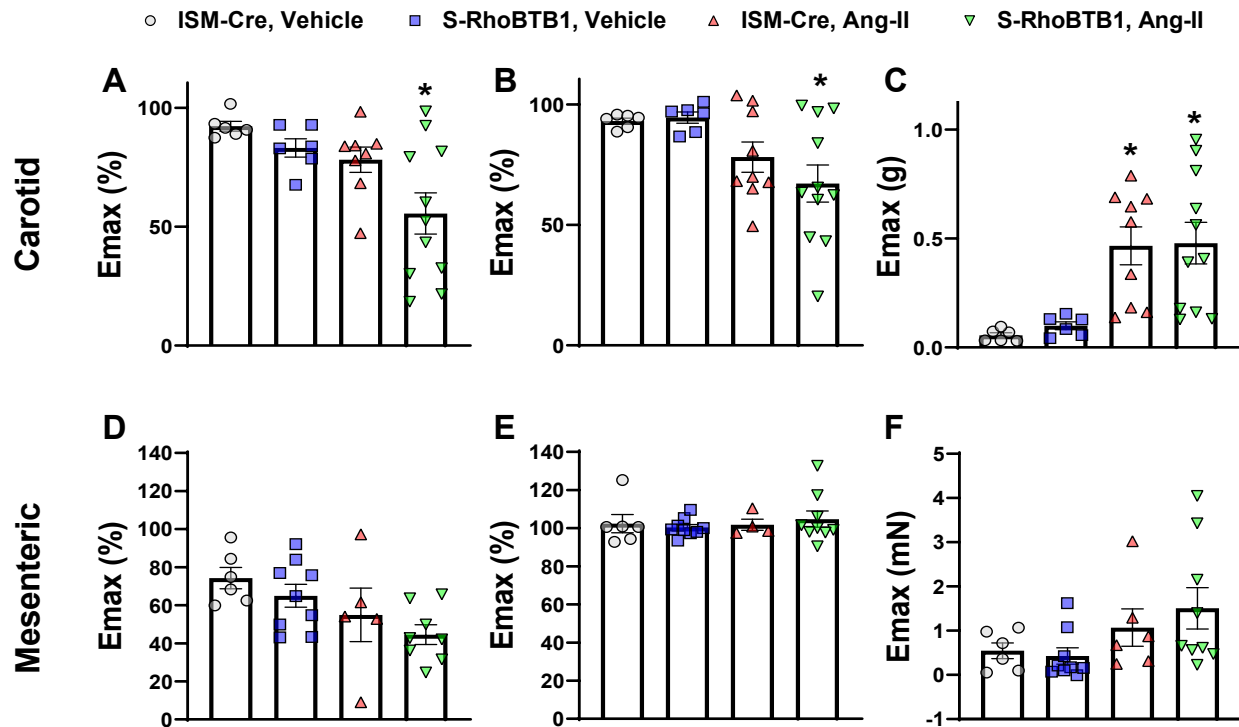 ISM-Cre, Vehicle S-RhoBTB1, Vehicle ISM-Cre, Ang-II S-RhoBTB1, Ang-II
Carotid
A
Emax (%)
100
50
0
*
B
Emax (%)
100
50
0
*
C
Emax (g)
1.0
0.5
0.0
*
*
Mesenteric
D
Emax (%)
140
120
100
80
60
40
20
0
E
Emax (%)
140
120
100
80
60
40
20
0
F
Emax (mN)
5
4
3
2
1
0
-1